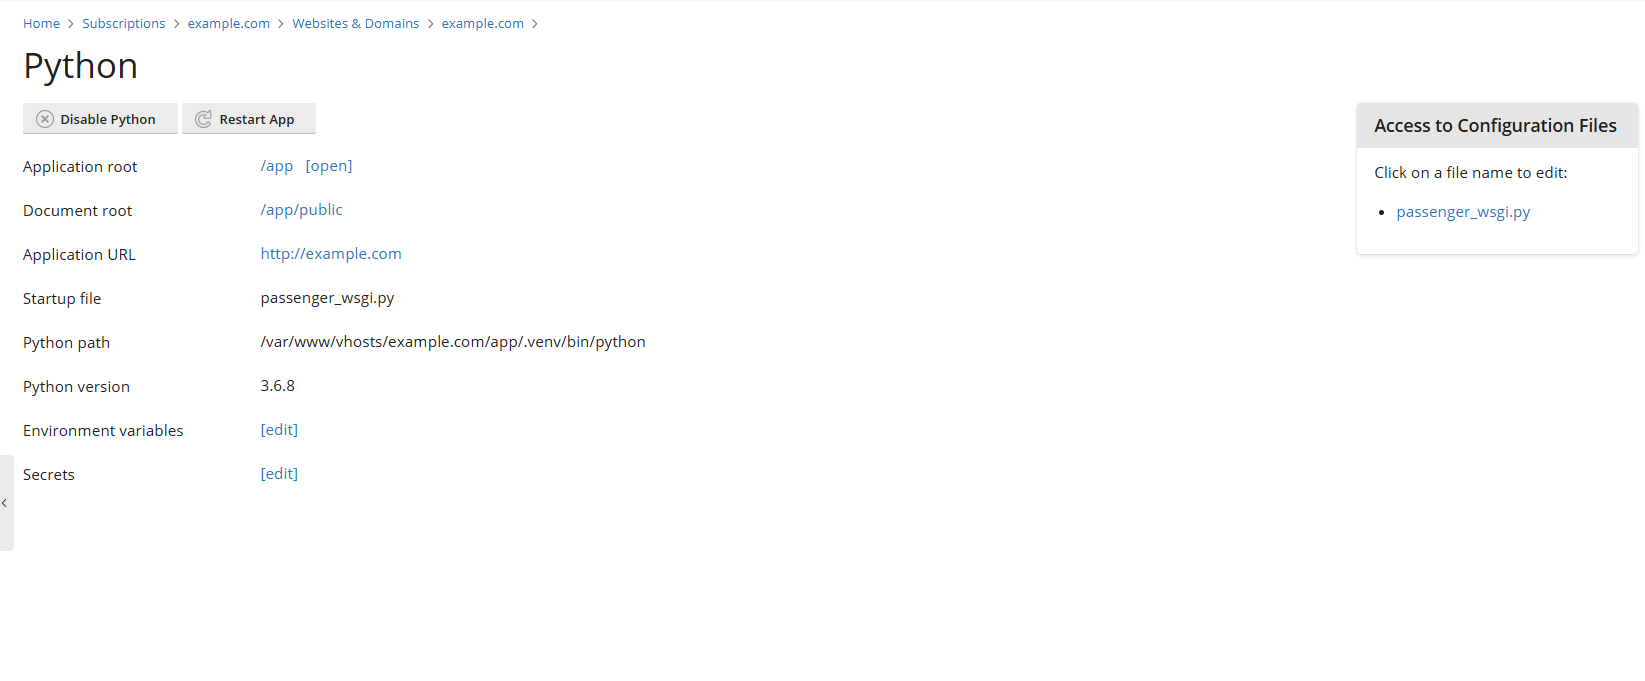 Home > Subscriptions > example.com > Websites & Domains > example.com >
Python
Disable Python Restart App
Access to Configuration Files
Application root /app [open]
Click on a file name to edit:
Document root /app/public
• passenger_wsgi.py
Application URL http://example.com
Startup file passenger_wsgi.py
Python path /var/www/vhosts/example.com/app/.venv/bin/python
Python version 3.6.8
Environment variables [edit]
Secrets [edit]